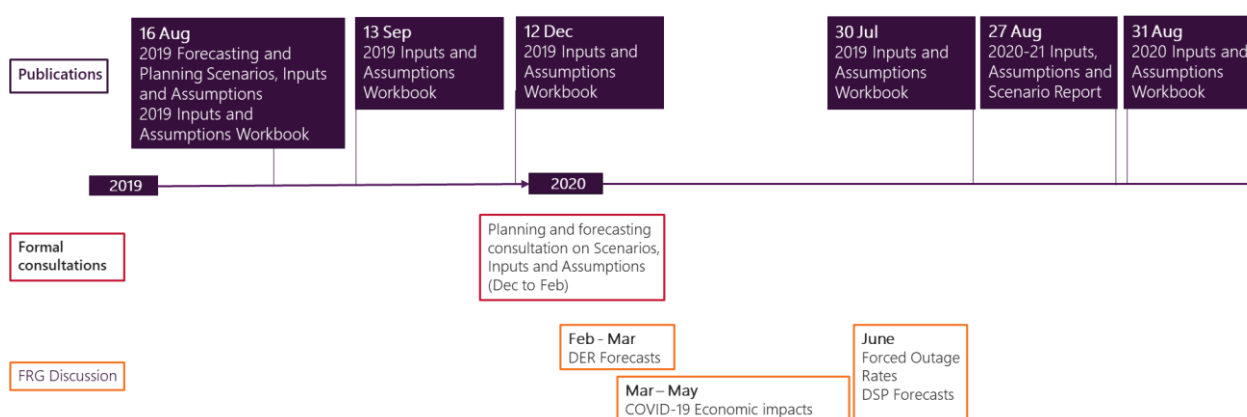 Publications
16 Aug
2019 Forecasting and
Planning Scenarios, Inputs
and Assumptions
2019 Inputs and
Assumptions Workbook
13 Sep
2019 Inputs and
Assumptions
Workbook
12 Dec
2019 Inputs and
Assumptions
Workbook
30 Jul
2019 Inputs and
Assumptions
Workbook
27 Aug
2020-21 Inputs,
Assumptions and
Scenario Report
31 Aug
2020 Inputs and
Assumptions
Workbook
2019
2020
Formal
consultations
Planning and forecasting
consultation on Scenarios,
Inputs and Assumptions
(Dec to Feb)
FRG Discussion
Feb - Mar
DER Forecasts
Mar – May
COVID-19 Economic impacts
June
Forced Outage
Rates
DSP Forecasts